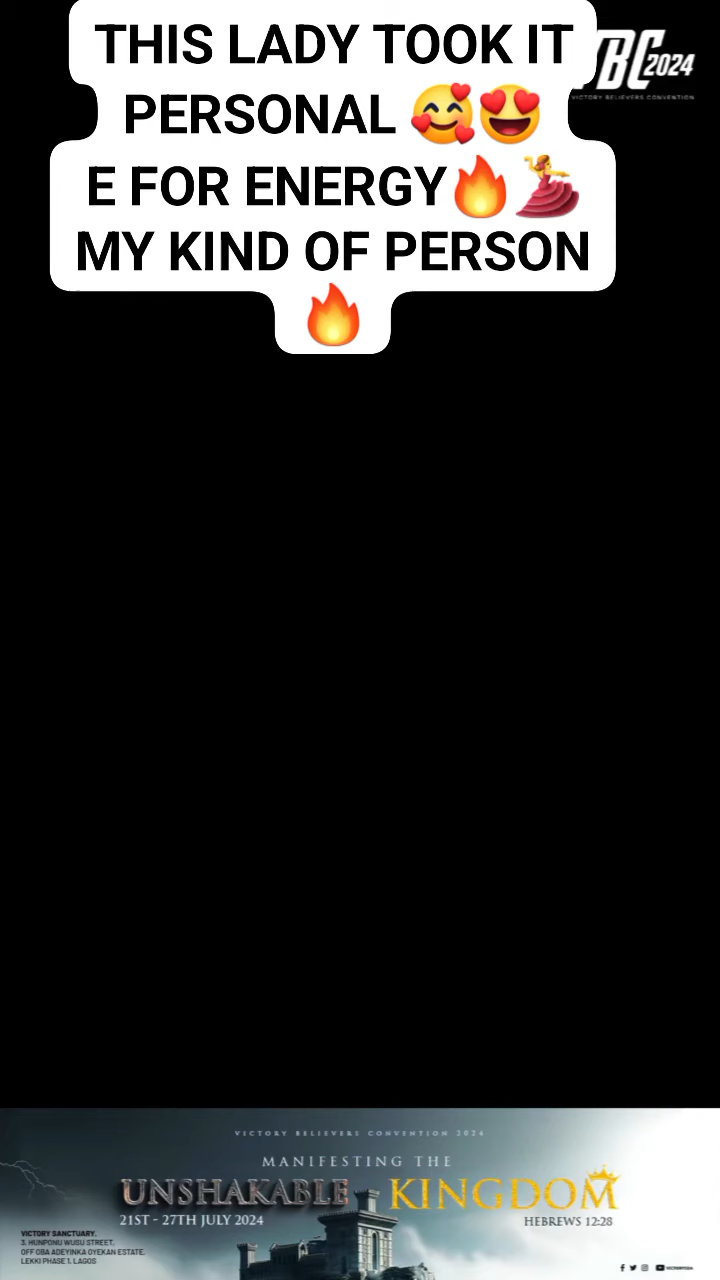 THIS LADY TOOK IT
PERSONAL 🥰😍
E FOR ENERGY🔥💃
MY KIND OF PERSON
🔥
BC 2024
VICTORY BELIEVERS CONVENTION
VICTORY BELIEVERS CONVENTION 2024
MANIFESTING THE
UNSHAKABLE KINGDOM
21ST - 27TH JULY 2024
HEBREWS 12:28
VICTORY SANCTUARY,
3, HUNPONU WUSU STREET,
OFF OBA ADEYINKA OYEKAN ESTATE,
LEKKI PHASE 1, LAGOS